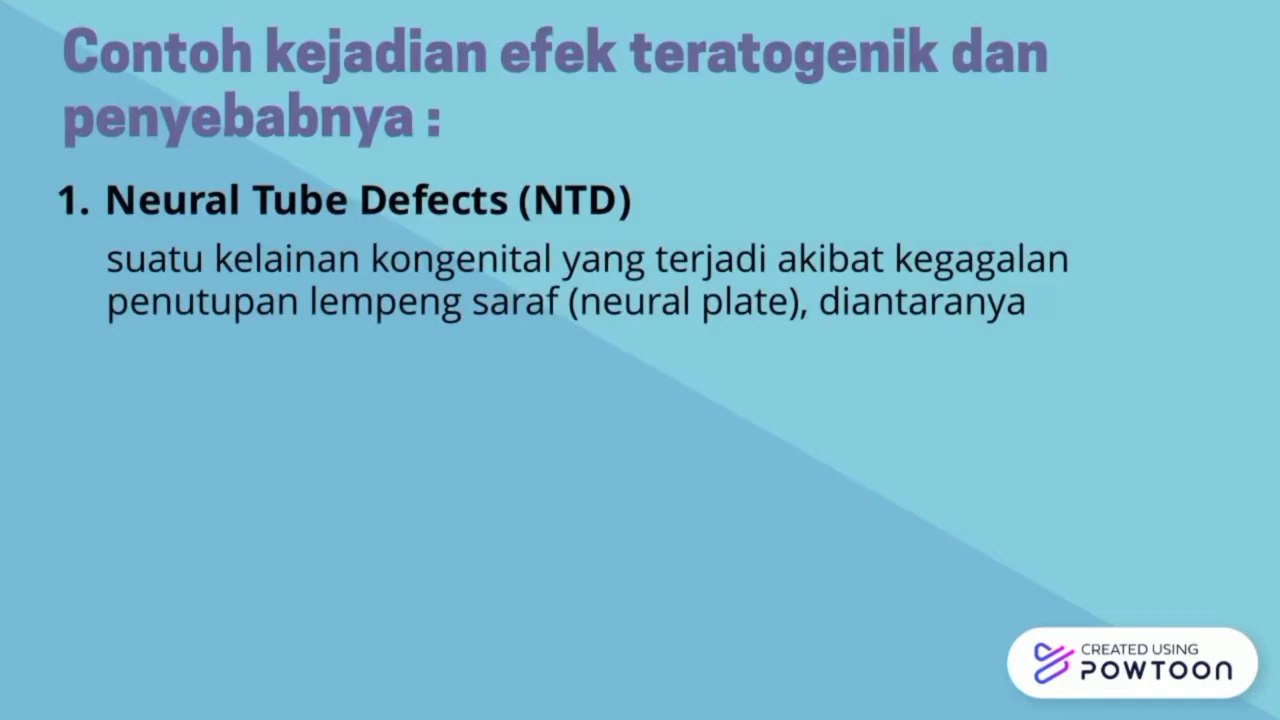 Contoh kejadian efek teratogenik dan
penyebabnya :
1. Neural Tube Defects (NTD)
suatu kelainan kongenital yang terjadi akibat kegagalan
penutupan lempeng saraf (neural plate), diantaranya
CREATED USING
POWTOON